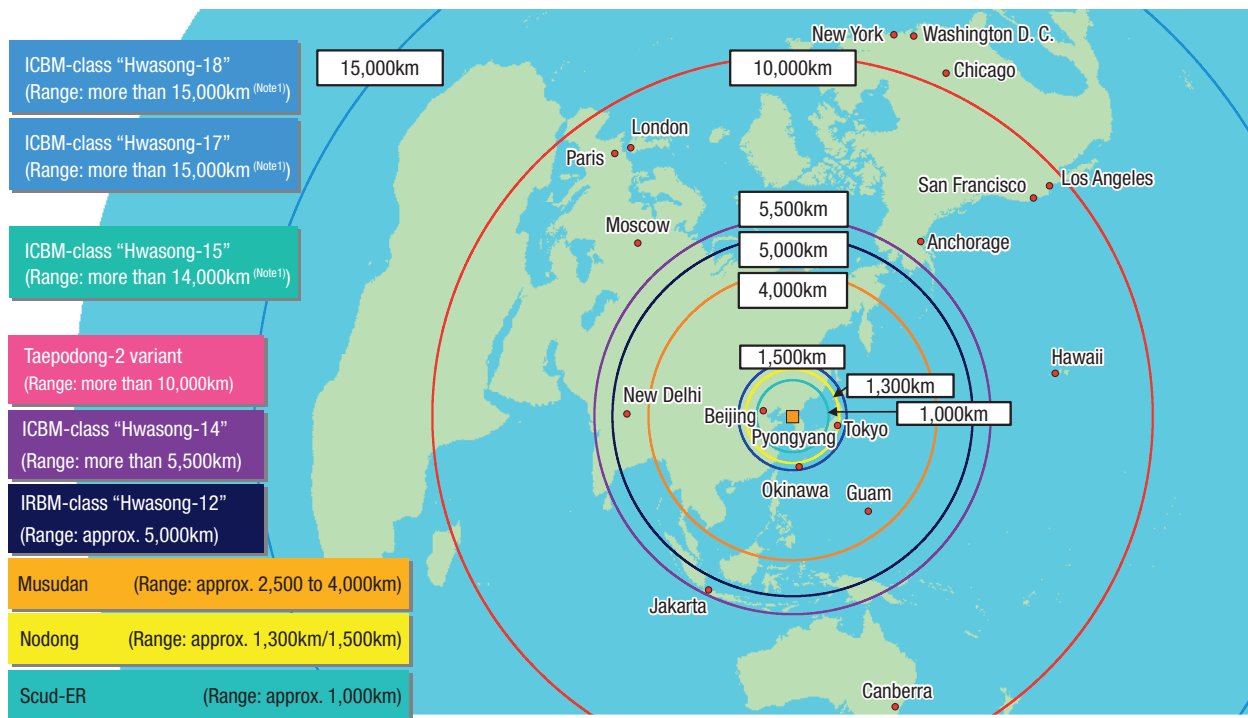 ICBM-class “Hwasong-18”
(Range: more than 15,000km (Note1))
ICBM-class “Hwasong-17”
(Range: more than 15,000km (Note1))
ICBM-class “Hwasong-15”
(Range: more than 14,000km (Note1))
Taepodong-2 variant
(Range: more than 10,000km)
ICBM-class “Hwasong-14”
(Range: more than 5,500km)
IRBM-class “Hwasong-12”
(Range: approx. 5,000km)
Musudan (Range: approx. 2,500 to 4,000km)
Nodong (Range: approx. 1,300km/1,500km)
Scud-ER (Range: approx. 1,000km)
15,000km
10,000km
New York
Washington D. C.
Chicago
London
Paris
San Francisco
Los Angeles
5,500km
Moscow
Anchorage
5,000km
4,000km
1,500km
Hawaii
1,300km
New Delhi
Beijing
1,000km
Pyongyang
Tokyo
Okinawa
Guam
Jakarta
Canberra